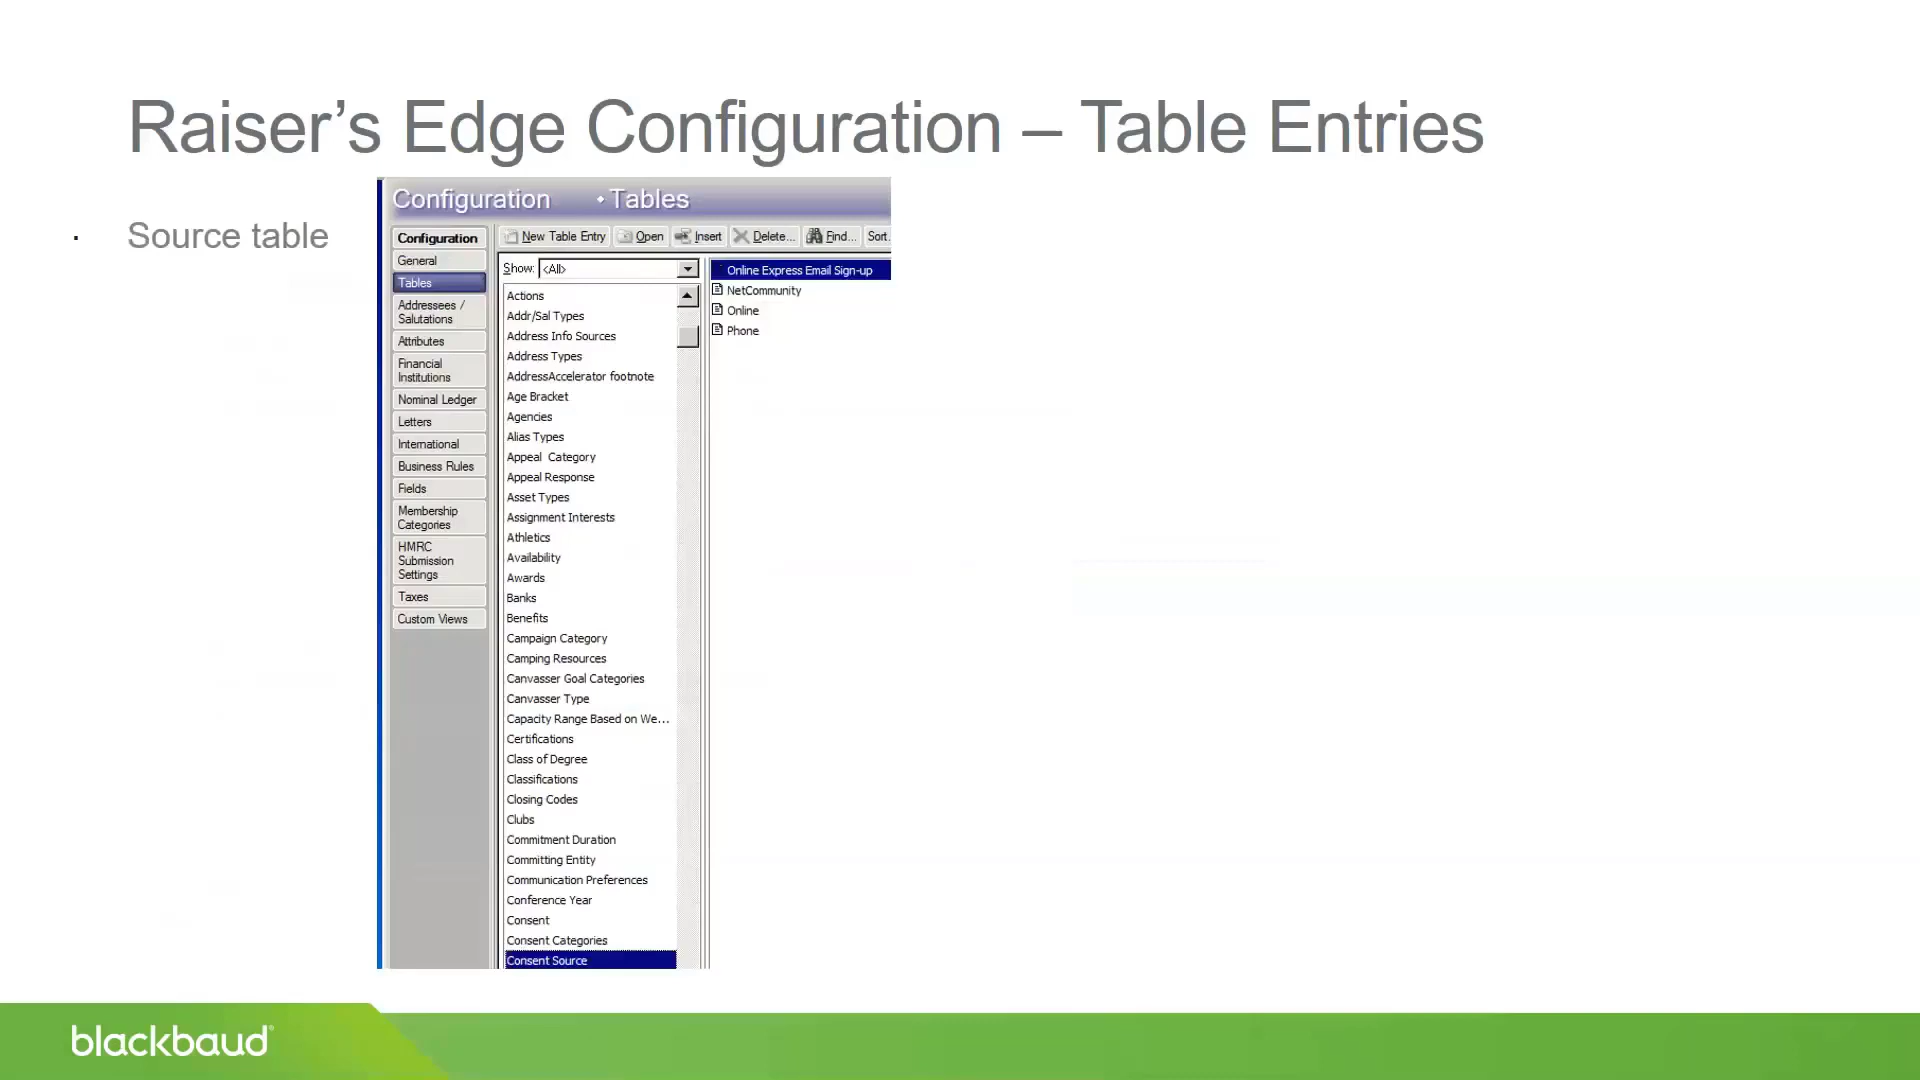 Raiser’s Edge Configuration – Table Entries
· Source table
Configuration • Tables
Configuration
General
Tables
Addressees /
Salutations
Attributes
Financial
Institutions
Nominal Ledger
Letters
International
Business Rules
Fields
Membership
Categories
HMRC
Submission
Settings
Taxes
Custom Views
New Table Entry Open Insert Delete... Find... Sort
Show: <All>
Actions
Addr/Sal Types
Address Info Sources
Address Types
AddressAccelerator footnote
Age Bracket
Agencies
Alias Types
Appeal Category
Appeal Response
Asset Types
Assignment Interests
Athletics
Availability
Awards
Banks
Benefits
Campaign Category
Camping Resources
Canvasser Goal Categories
Canvasser Type
Capacity Range Based on We...
Certifications
Class of Degree
Classifications
Closing Codes
Clubs
Commitment Duration
Committing Entity
Communication Preferences
Conference Year
Consent
Consent Categories
Consent Source
Online Express Email Sign-up
NetCommunity
Online
Phone
blackbaud